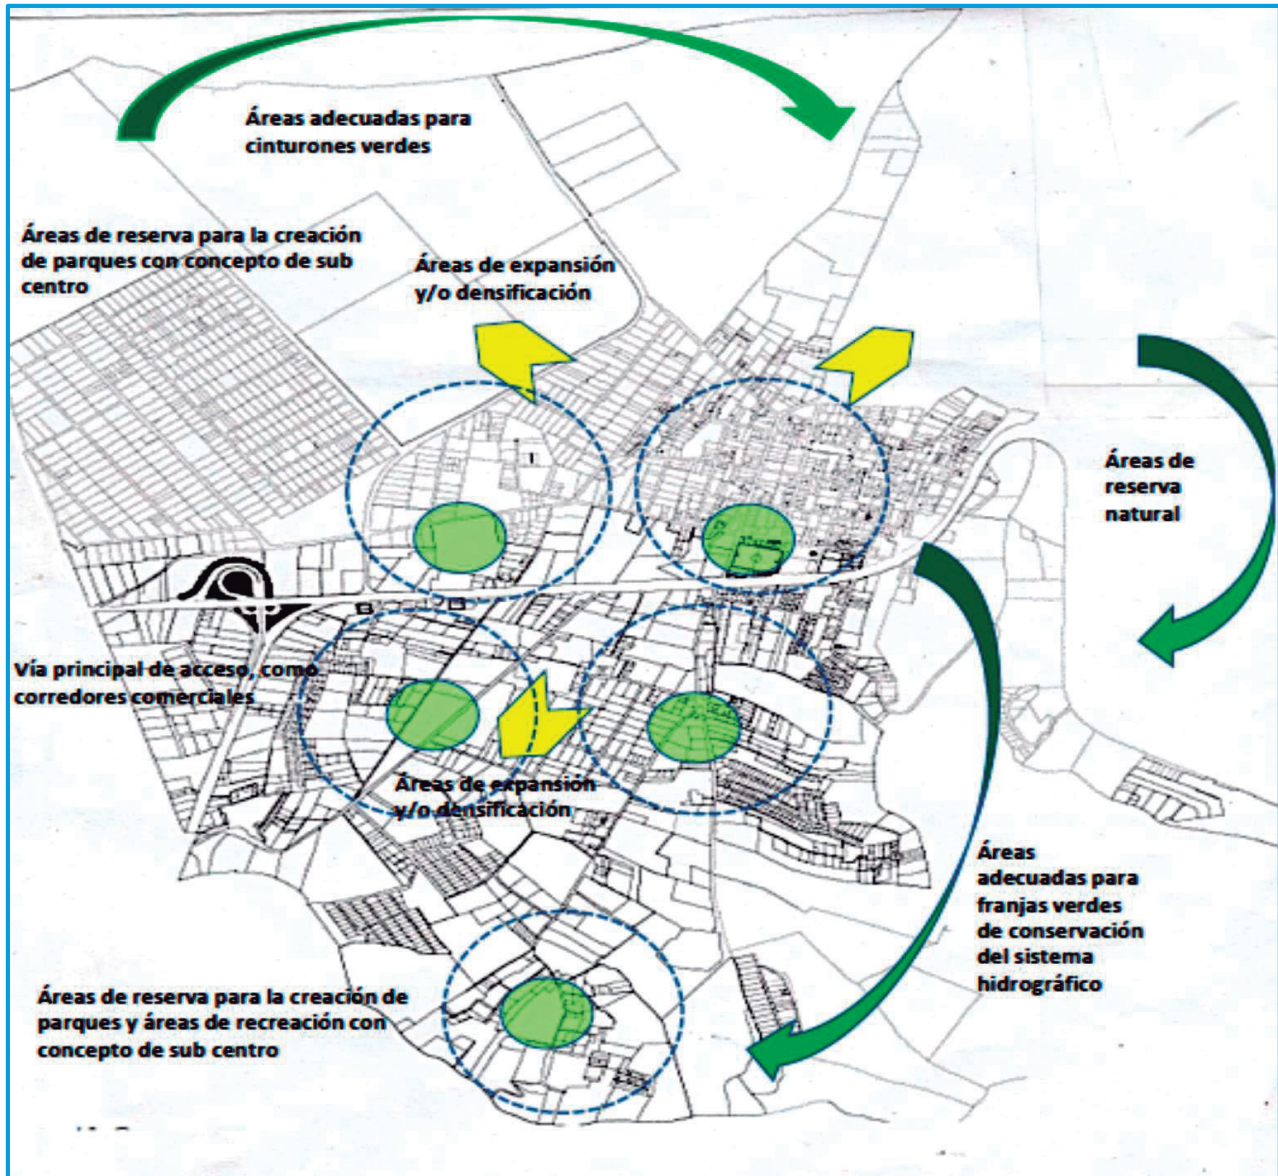 Áreas adecuadas para
cinturones verdes
Áreas de reserva para la creación
de parques con concepto de sub
centro
Áreas de expansión
y/o densificación
Áreas de
reserva
natural
Vía principal de acceso, como
corredores comerciales
Áreas de expansión
y/o densificación
Áreas
adecuadas para
franjas verdes
de conservación
del sistema
hidrográfico
Áreas de reserva para la creación de
parques y áreas de recreación con
concepto de sub centro